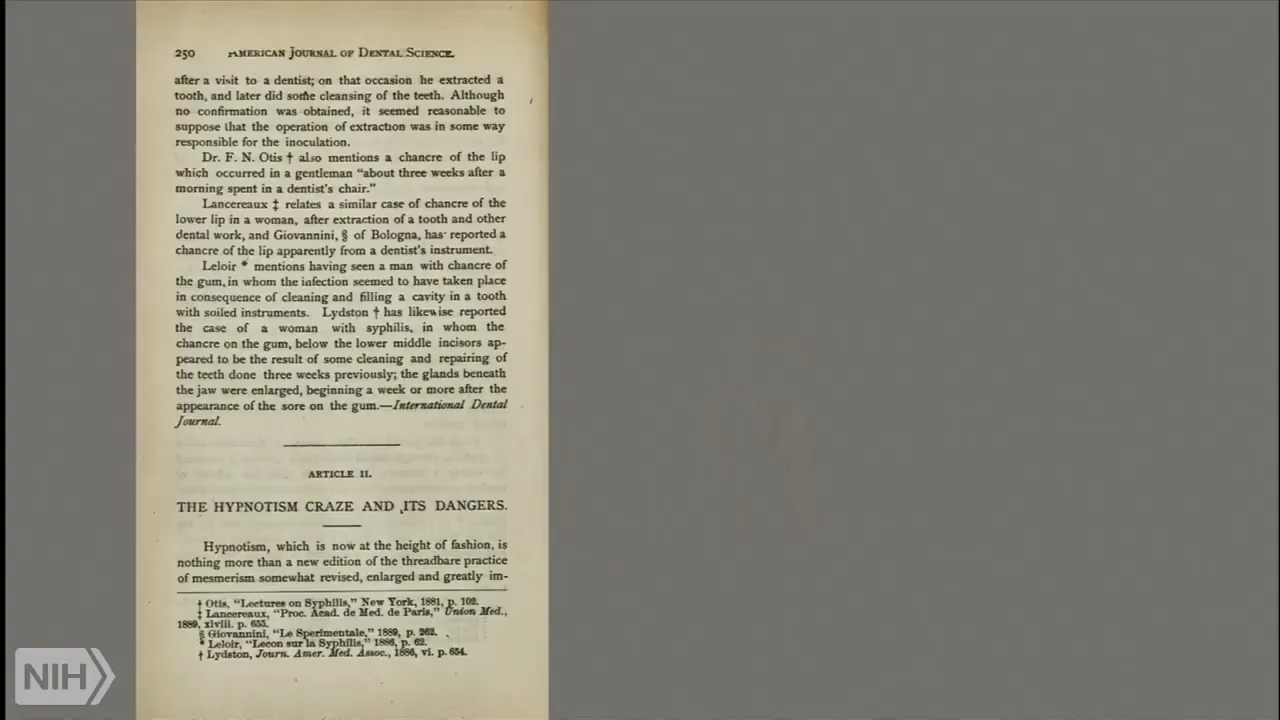 250 AMERICAN JOURNAL OF DENTAL SCIENCE.
after a visit to a dentist; on that occasion he extracted a
tooth, and later did some cleansing of the teeth. Although
no confirmation was obtained, it seemed reasonable to
suppose that the operation of extraction was in some way
responsible for the inoculation.
Dr. F. N. Otis † also mentions a chancre of the lip
which occurred in a gentleman “about three weeks after a
morning spent in a dentist's chair.”
Lancereaux ‡ relates a similar case of chancre of the
lower lip in a woman, after extraction of a tooth and other
dental work, and Giovannini, § of Bologna, has reported a
chancre of the lip apparently from a dentist's instrument.
Leloir * mentions having seen a man with chancre of
the gum, in whom the infection seemed to have taken place
in consequence of cleaning and filling a cavity in a tooth
with soiled instruments. Lydston † has likewise reported
the case of a woman with syphilis, in whom the
chancre on the gum, below the lower middle incisors ap-
peared to be the result of some cleaning and repairing of
the teeth done three weeks previously; the glands beneath
the jaw were enlarged, beginning a week or more after the
appearance of the sore on the gum.—International Dental
Journal.
ARTICLE II.
THE HYPNOTISM CRAZE AND ITS DANGERS.
Hypnotism, which is now at the height of fashion, is
nothing more than a new edition of the threadbare practice
of mesmerism somewhat revised, enlarged and greatly im-
† Otis, “Lectures on Syphilis,” New York, 1881, p. 102.
‡ Lancereaux, “Proc. Acad. de Med. de Paris,” Union Med.,
1889, xlviii. p. 655.
§ Giovannini, “Le Sperimentale,” 1889, p. 262.
* Leloir, “Lecon sur la Syphilis,” 1886, p. 62.
† Lydston, Journ. Amer. Med. Assoc., 1886, vi. p. 654.
NIH